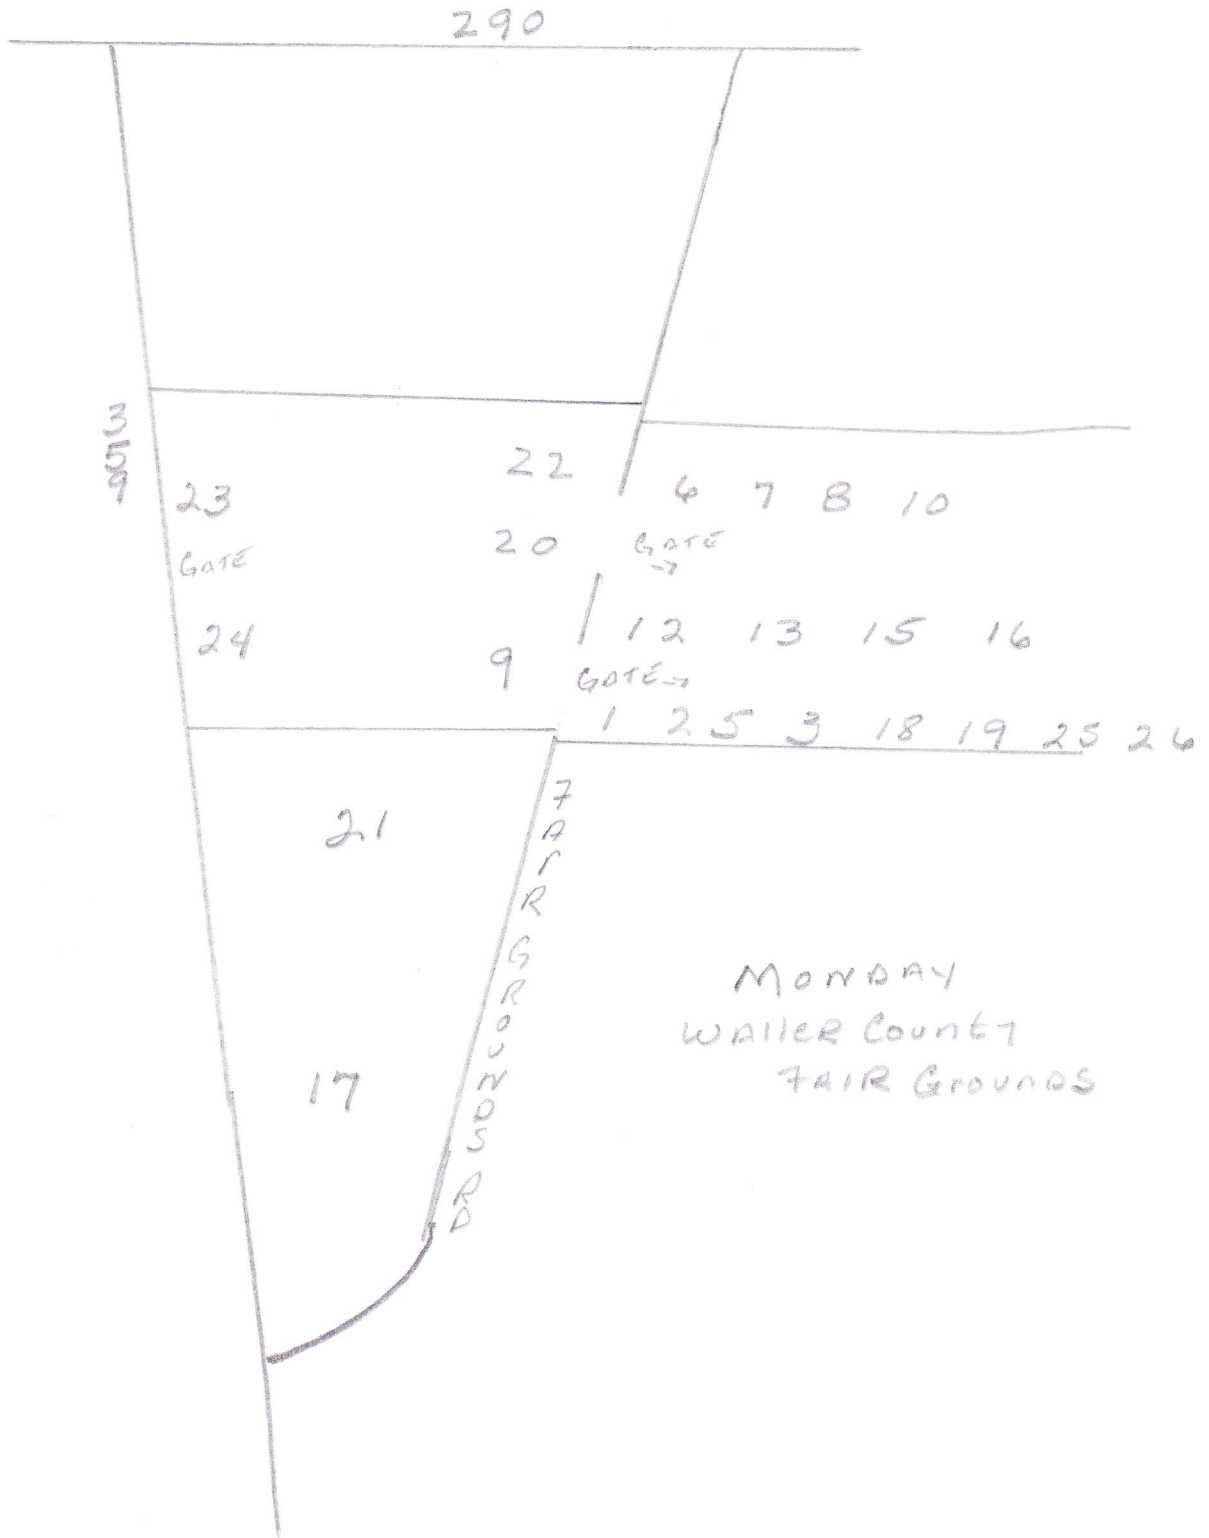 290
359
22
23
6 7 8 10
20
GATE →
GATE
12 13 15 16
24
9
GATE →
1 2 5 3 18 19 25 26
21
FAIR GROUNDS RD
17
MONDAY
WAllER County
FAIR GroUnDS